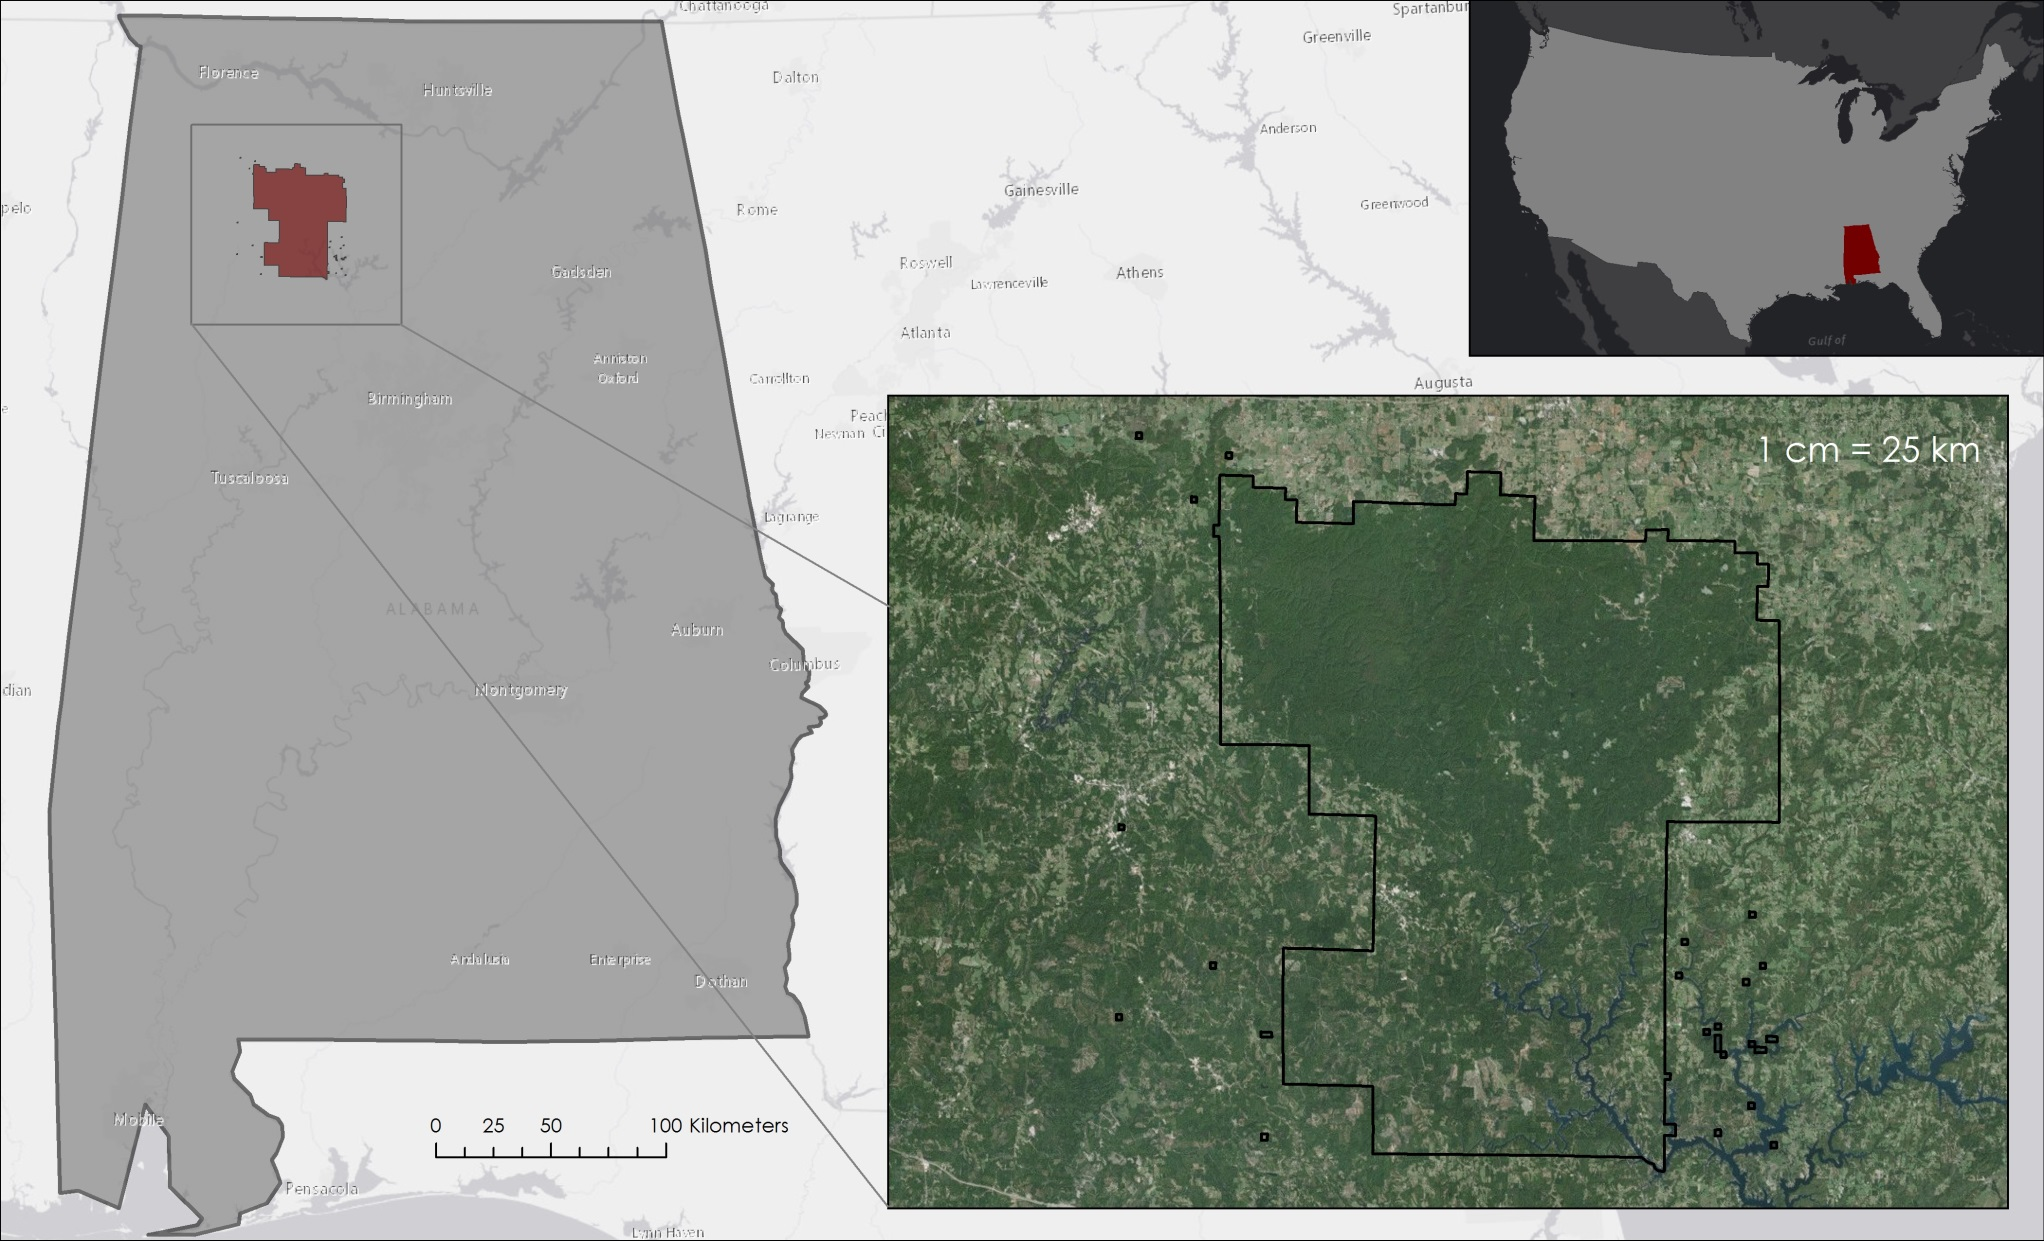 Chattanooga
Spartanbur
Greenville
Florence
Huntsville
Dalton
Anderson
Gainesville
pelo
Rome
Greenwood
Gadsden
Roswell
Athens
Lawrenceville
Atlanta
Gulf of
Anniston
Oxford
Carrollton
Augusta
Birmingham
Peach
Newnan
1 cm = 25 km
Tuscaloosa
Lagrange
ALABAMA
Auburn
Columbus
dian
Montgomery
Andalusia
Enterprise
Dothan
Mobile
0 25 50 100 Kilometers
Pensacola
Lynn Haven